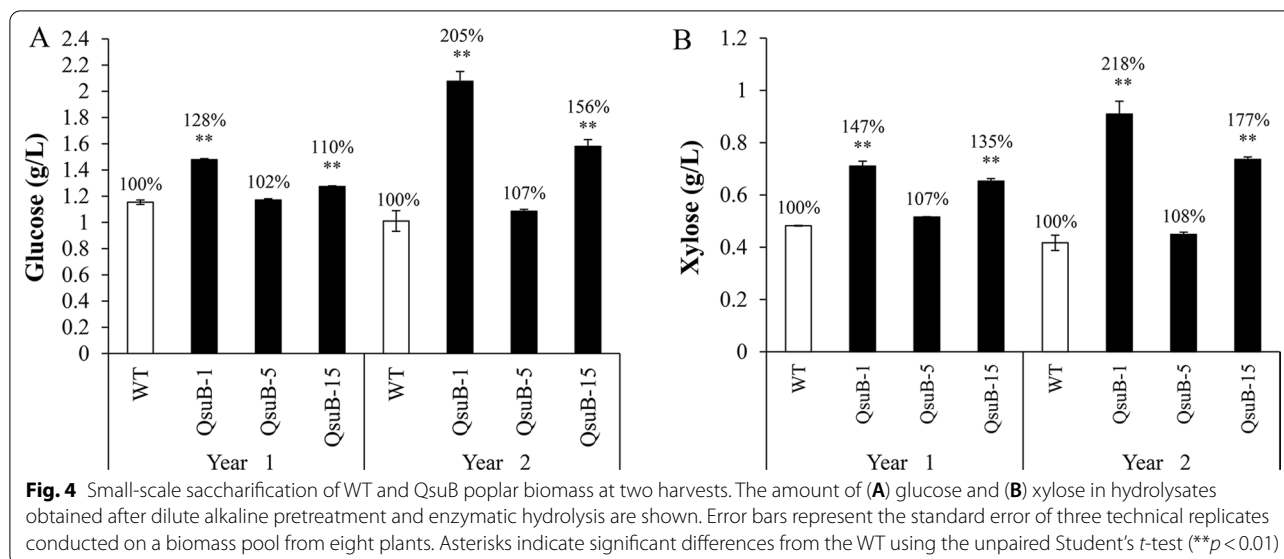 A
2.4
2.2
2
1.8
1.6
1.4
1.2
1
0.8
0.6
0.4
0.2
0
Glucose (g/L)
100%
128%
**
102%
110%
**
100%
205%
**
107%
156%
**
WT
QsuB-1
QsuB-5
QsuB-15
WT
QsuB-1
QsuB-5
QsuB-15
Year 1
Year 2
B
1.2
1
0.8
0.6
0.4
0.2
0
Xylose (g/L)
100%
147%
**
107%
135%
**
100%
218%
**
108%
177%
**
WT
QsuB-1
QsuB-5
QsuB-15
WT
QsuB-1
QsuB-5
QsuB-15
Year 1
Year 2
Fig. 4 Small-scale saccharification of WT and QsuB poplar biomass at two harvests. The amount of (A) glucose and (B) xylose in hydrolysates
obtained after dilute alkaline pretreatment and enzymatic hydrolysis are shown. Error bars represent the standard error of three technical replicates
conducted on a biomass pool from eight plants. Asterisks indicate significant differences from the WT using the unpaired Student's t-test (**p < 0.01)